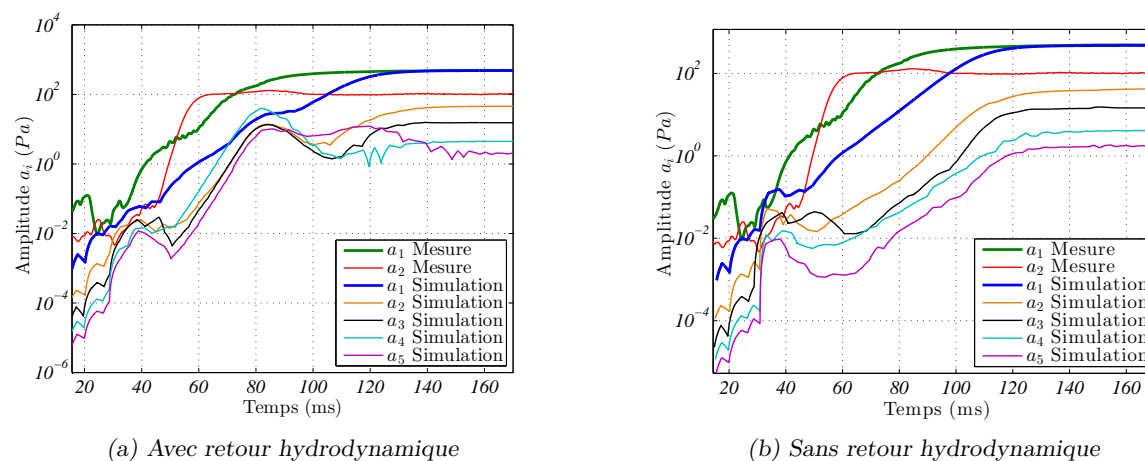 10^4
10^2
10^0
10^-2
10^-4
10^-6
Amplitude a_i (Pa)
20 40 60 80 100 120 140 160
Temps (ms)
a_1 Mesure
a_2 Mesure
a_1 Simulation
a_2 Simulation
a_3 Simulation
a_4 Simulation
a_5 Simulation
(a) Avec retour hydrodynamique
10^2
10^0
10^-2
10^-4
Amplitude a_i (Pa)
20 40 60 80 100 120 140 160
Temps (ms)
a_1 Mesure
a_2 Mesure
a_1 Simulation
a_2 Simulation
a_3 Simulation
a_4 Simulation
a_5 Simulation
(b) Sans retour hydrodynamique